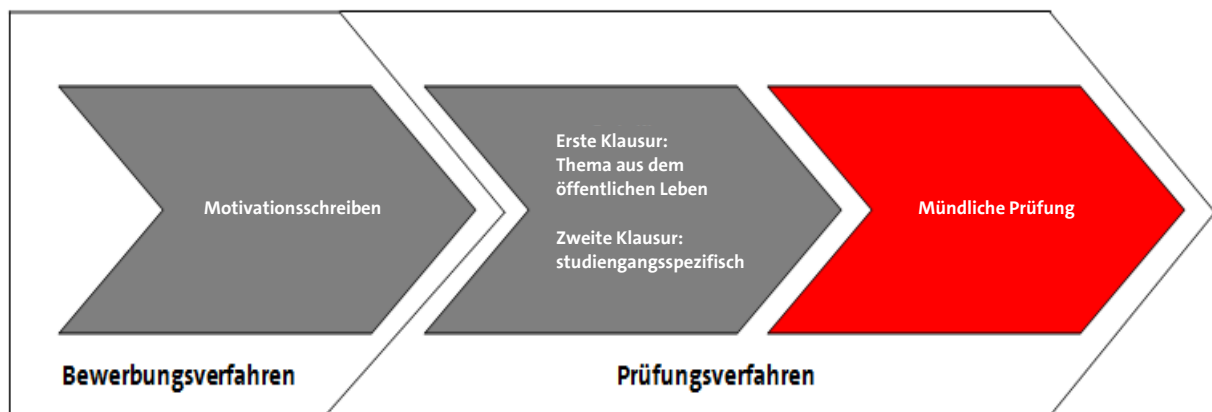 Motivationsschreiben
Erste Klausur:
Thema aus dem
öffentlichen Leben
Zweite Klausur:
studiengangsspezifisch
Mündliche Prüfung
Bewerbungsverfahren
Prüfungsverfahren